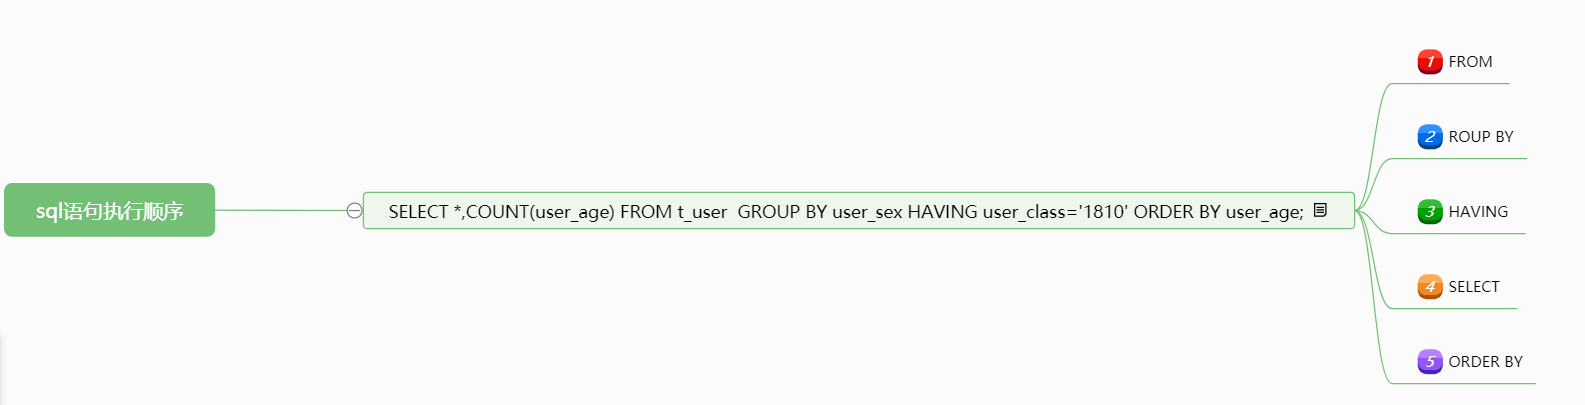 sql语句执行顺序
SELECT *,COUNT(user_age) FROM t_user  GROUP BY user_sex HAVING user_class='1810' ORDER BY user_age;
1 FROM
2 ROUP BY
3 HAVING
4 SELECT
5 ORDER BY